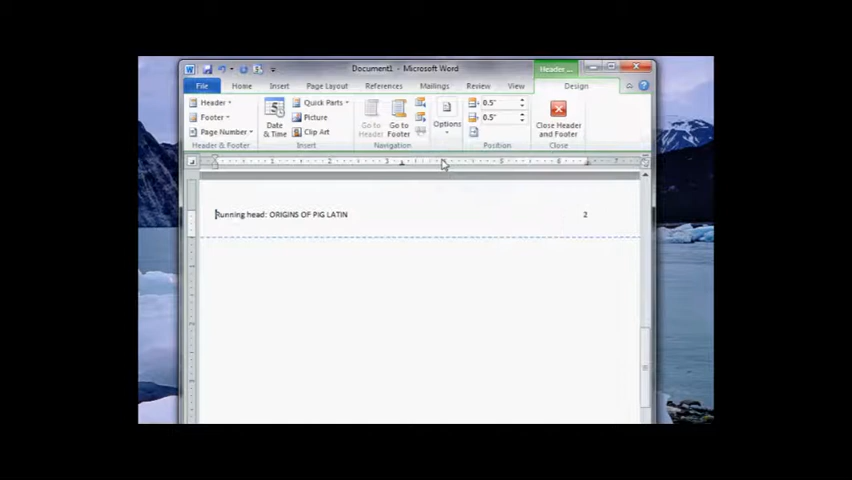 Document1 - Microsoft Word
Header ...
File Home Insert Page Layout References Mailings Review View Design
Header Quick Parts 0.5"
Footer Picture 0.5"
Page Number Clip Art
Date & Time
Go to Header
Go to Footer
Options
Close Header and Footer
Header & Footer Insert Navigation Position Close
Running head: ORIGINS OF PIG LATIN 2